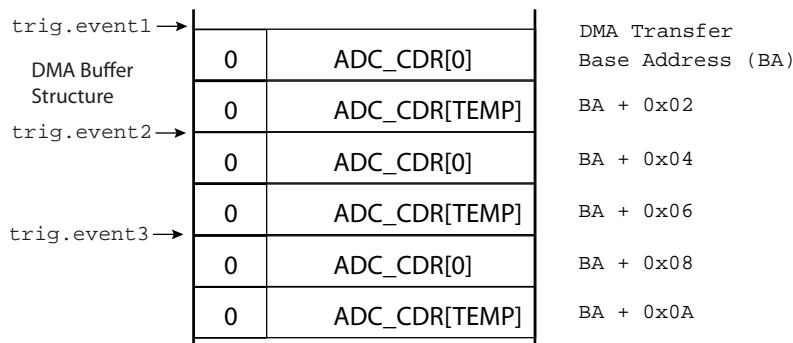 trig.event1
DMA Transfer
0 ADC_CDR[0] Base Address (BA)
DMA Buffer
Structure
0 ADC_CDR[TEMP] BA + 0x02
trig.event2
0 ADC_CDR[0] BA + 0x04
0 ADC_CDR[TEMP] BA + 0x06
trig.event3
0 ADC_CDR[0] BA + 0x08
0 ADC_CDR[TEMP] BA + 0x0A